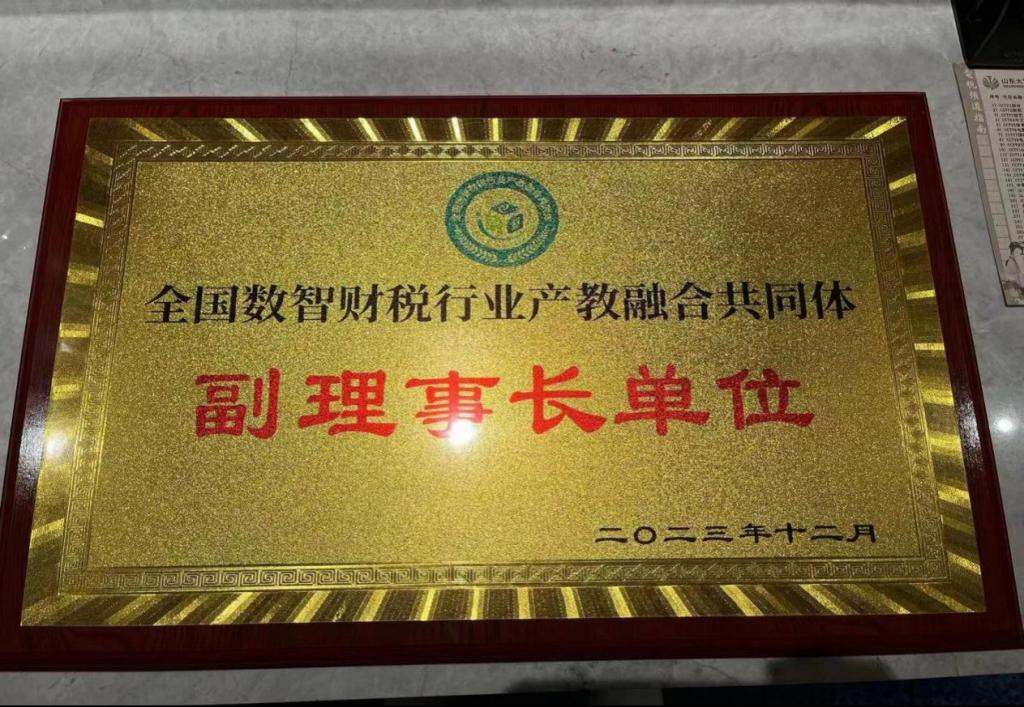 全国数智财税行业产教融合共同体
副理事长单位
二〇二三年十二月